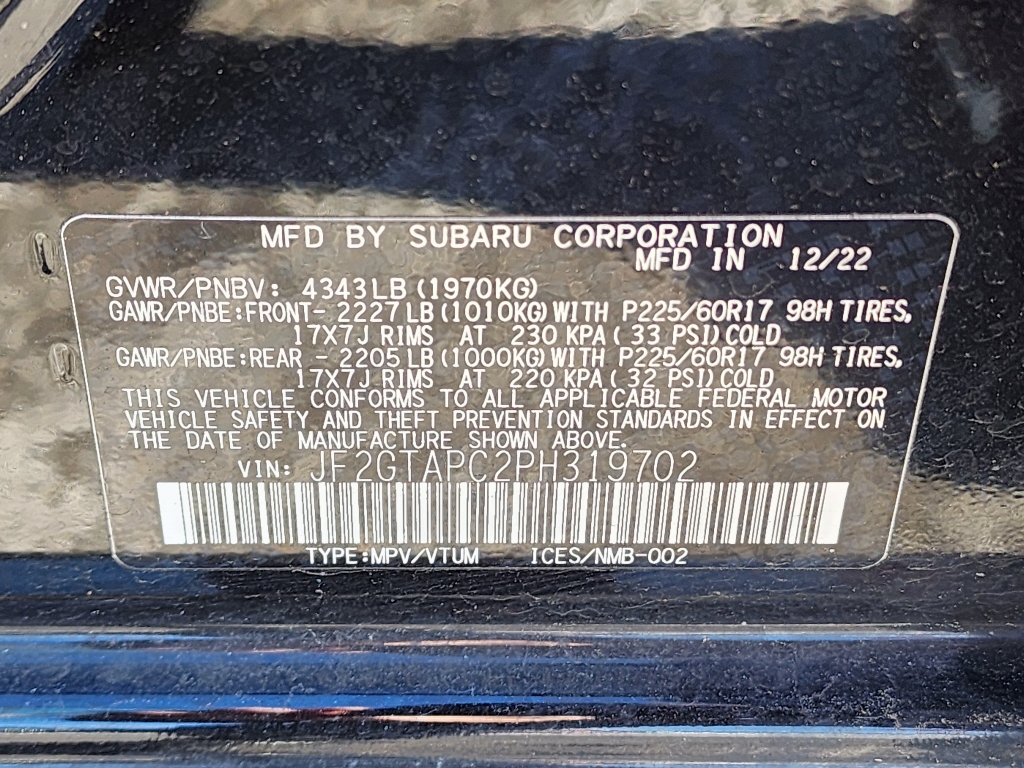 MFD BY SUBARU CORPORATION
MFD IN 12/22
GVWR/PNBV: 4343LB(1970KG)
GAWR/PNBE:FRONT- 2227LB(1010KG)WITH P225/60R17 98H TIRES,
17X7J RIMS AT 230 KPA( 33 PSI)COLD
GAWR/PNBE:REAR - 2205LB(1000KG)WITH P225/60R17 98H TIRES,
17X7J RIMS AT 220 KPA( 32 PSI)COLD
THIS VEHICLE CONFORMS TO ALL APPLICABLE FEDERAL MOTOR
VEHICLE SAFETY AND THEFT PREVENTION STANDARDS IN EFFECT ON
THE DATE OF MANUFACTURE SHOWN ABOVE.
VIN: JF2GTAPC2PH319702
TYPE:MPV/VTUM ICES/NMB-002